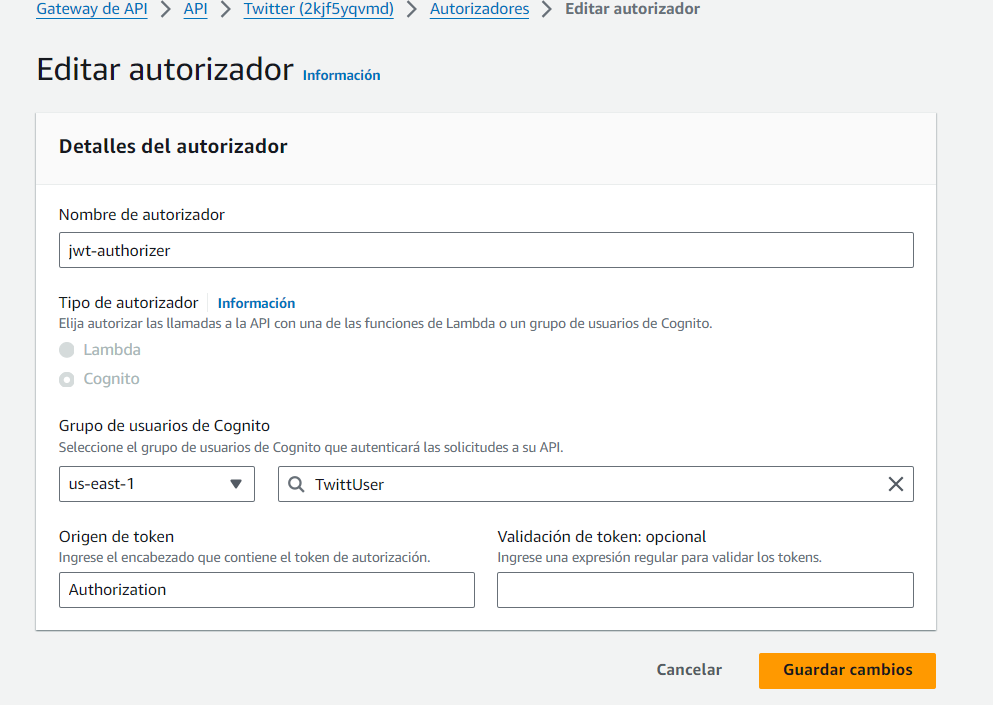 Gateway de API > API > Twitter (2kjf5yqvmd) > Autorizadores > Editar autorizador
Editar autorizador Información
Detalles del autorizador
Nombre de autorizador
jwt-authorizer
Tipo de autorizador Información
Elija autorizar las llamadas a la API con una de las funciones de Lambda o un grupo de usuarios de Cognito.
Lambda
Cognito
Grupo de usuarios de Cognito
Seleccione el grupo de usuarios de Cognito que autenticará las solicitudes a su API.
us-east-1 TwittUser
Origen de token
Ingrese el encabezado que contiene el token de autorización.
Authorization
Validación de token: opcional
Ingrese una expresión regular para validar los tokens.
Cancelar Guardar cambios